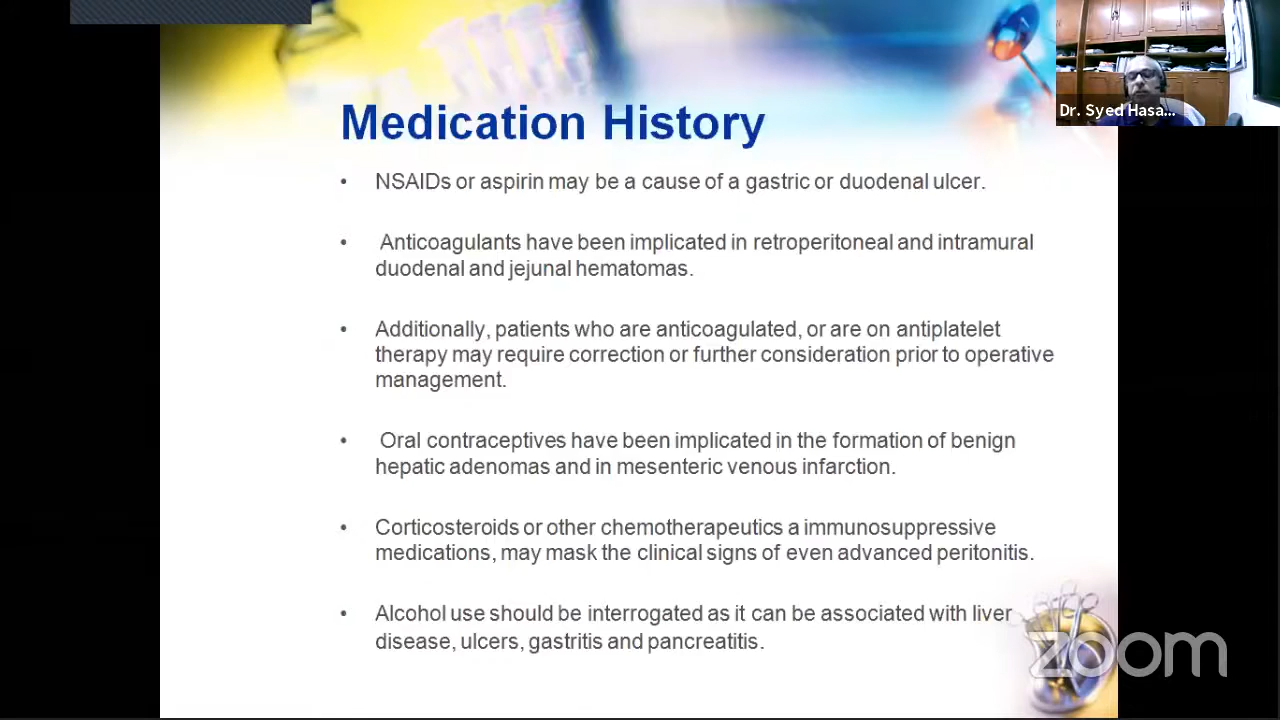 Dr. Syed Hasa...
Medication History
• NSAIDs or aspirin may be a cause of a gastric or duodenal ulcer.
• Anticoagulants have been implicated in retroperitoneal and intramural
duodenal and jejunal hematomas.
• Additionally, patients who are anticoagulated, or are on antiplatelet
therapy may require correction or further consideration prior to operative
management.
• Oral contraceptives have been implicated in the formation of benign
hepatic adenomas and in mesenteric venous infarction.
• Corticosteroids or other chemotherapeutics a immunosuppressive
medications, may mask the clinical signs of even advanced peritonitis.
• Alcohol use should be interrogated as it can be associated with liver
disease, ulcers, gastritis and pancreatitis.
zoom